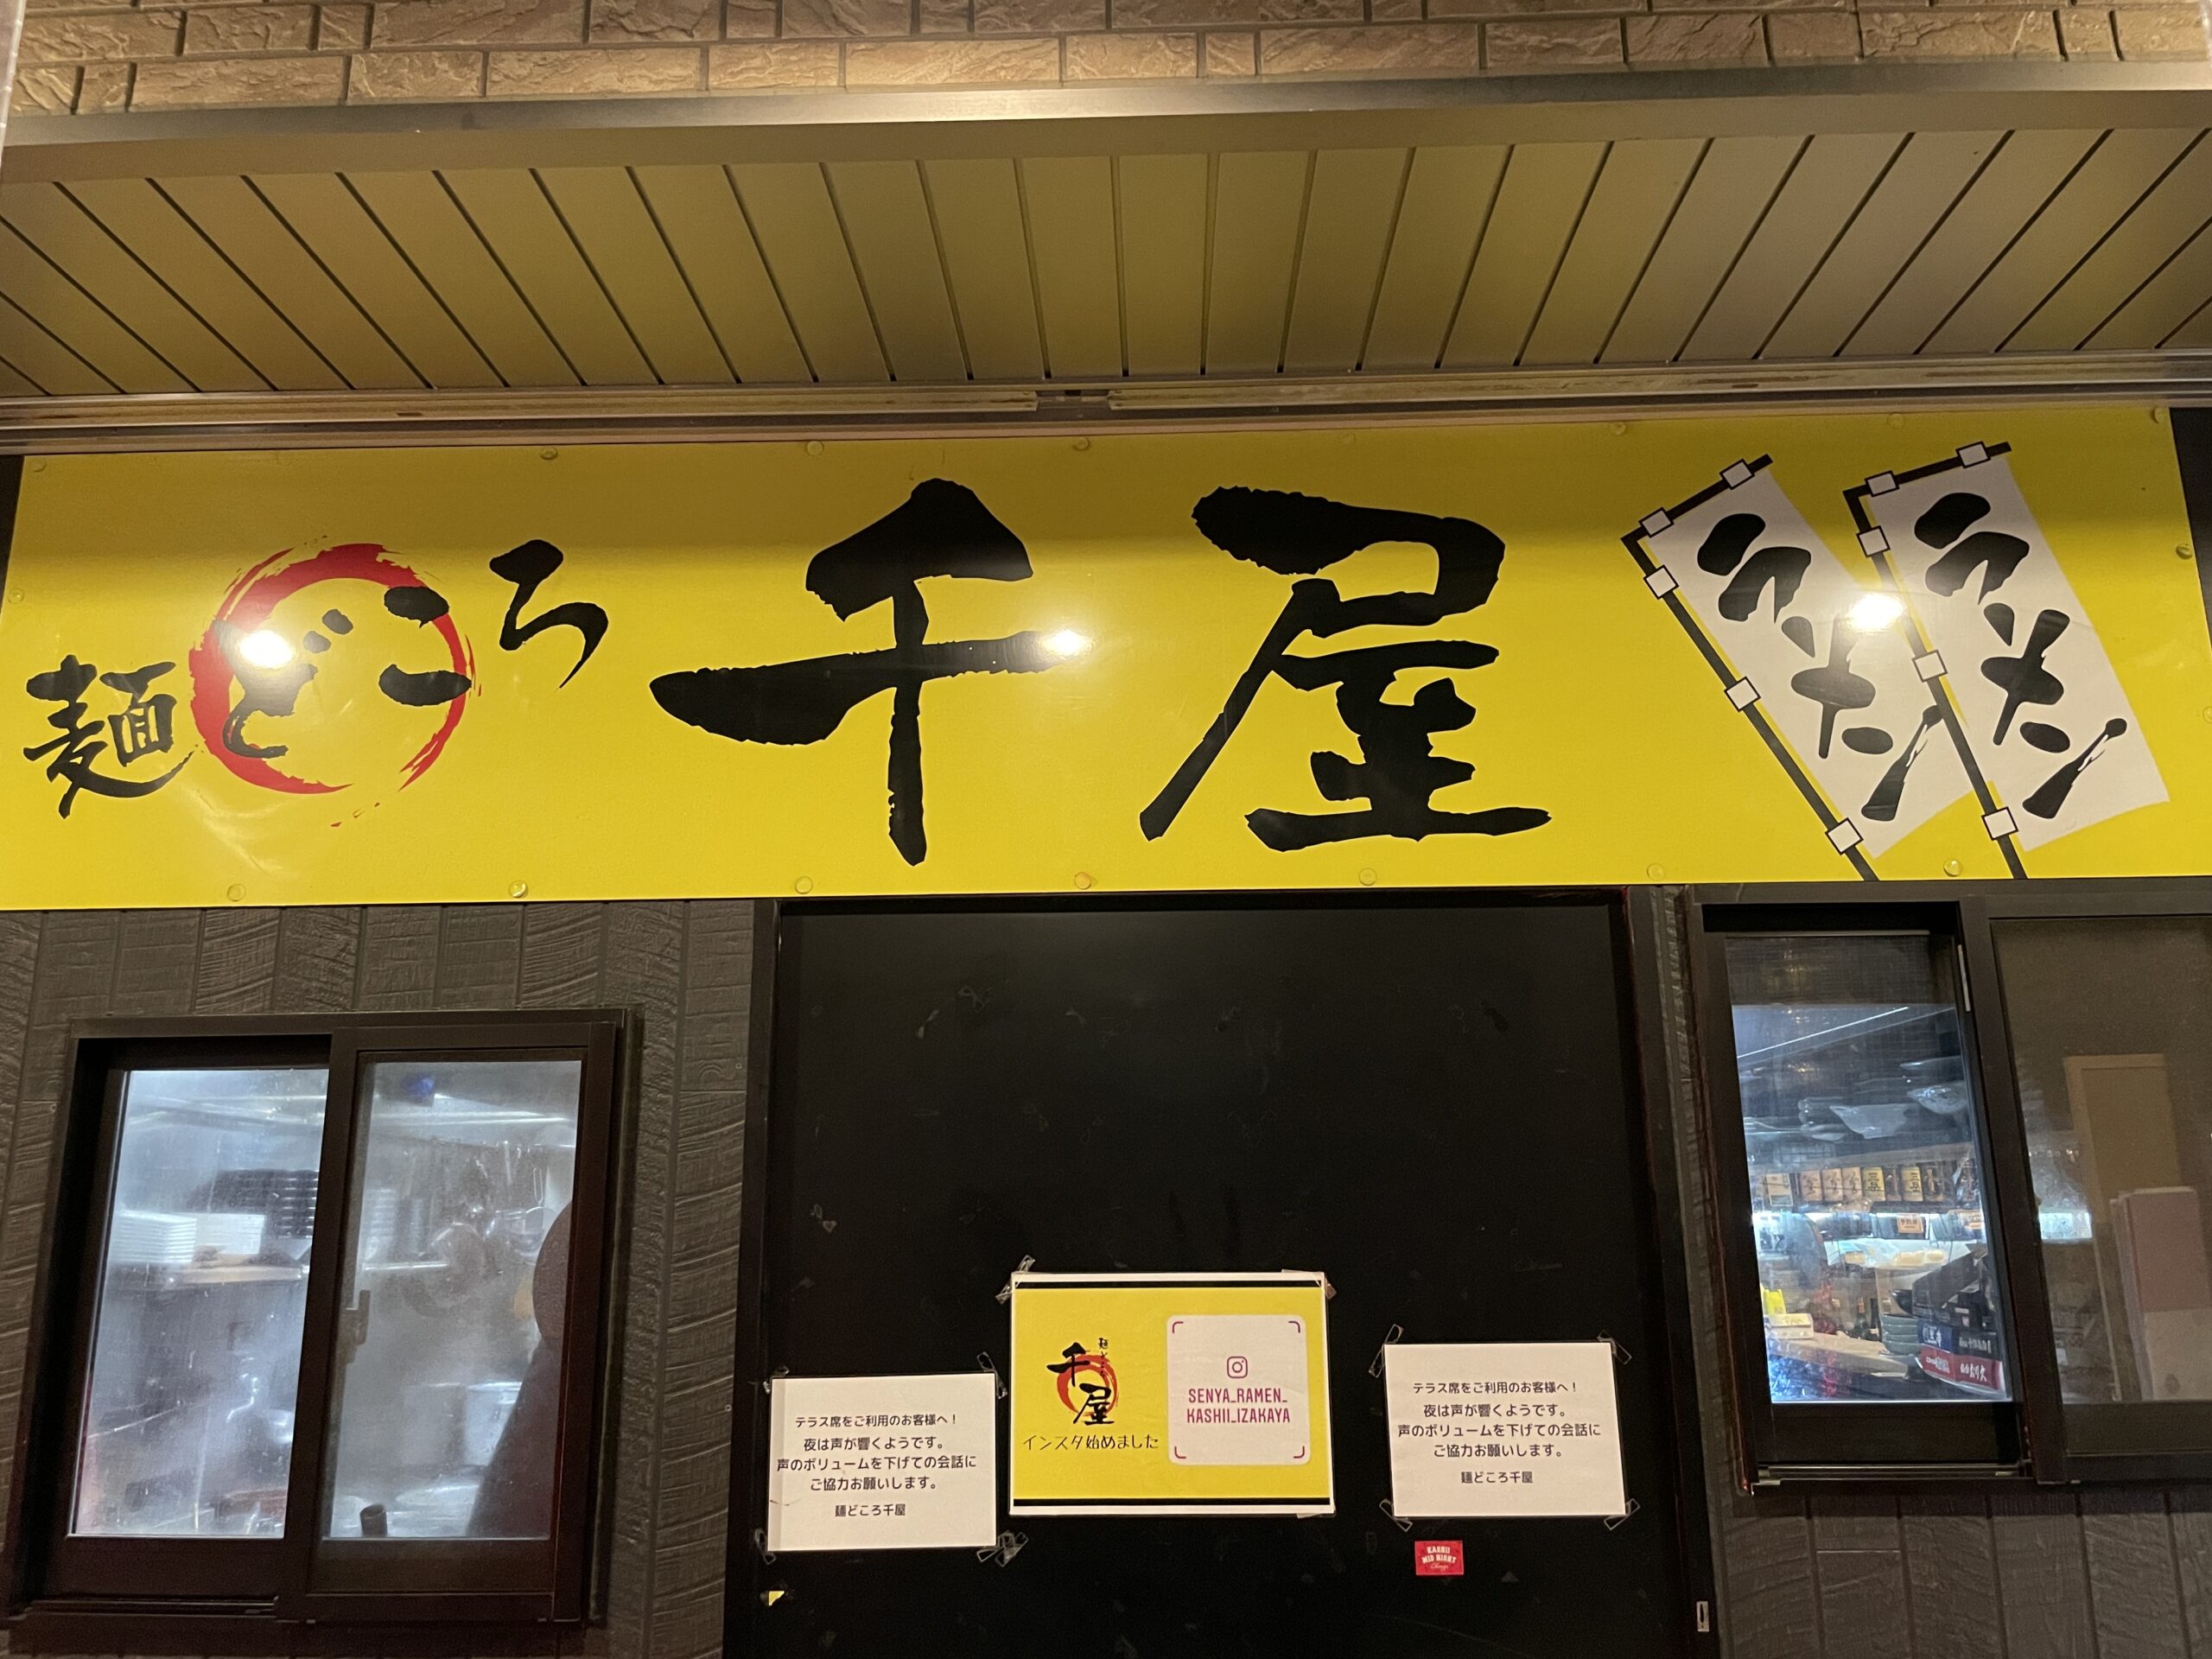 麺どころ 千屋
ラーメン
ラーメン
テラス席をご利用のお客様へ！
夜は声が響くようです。
声のボリュームを下げての会話に
ご協力お願いします。
麺どころ千屋
千屋
インスタ始めました
SENYA_RAMEN_
KASHII_IZAKAYA
テラス席をご利用のお客様へ！
夜は声が響くようです。
声のボリュームを下げての会話に
ご協力お願いします。
麺どころ千屋
KASHII
MID NIGHT